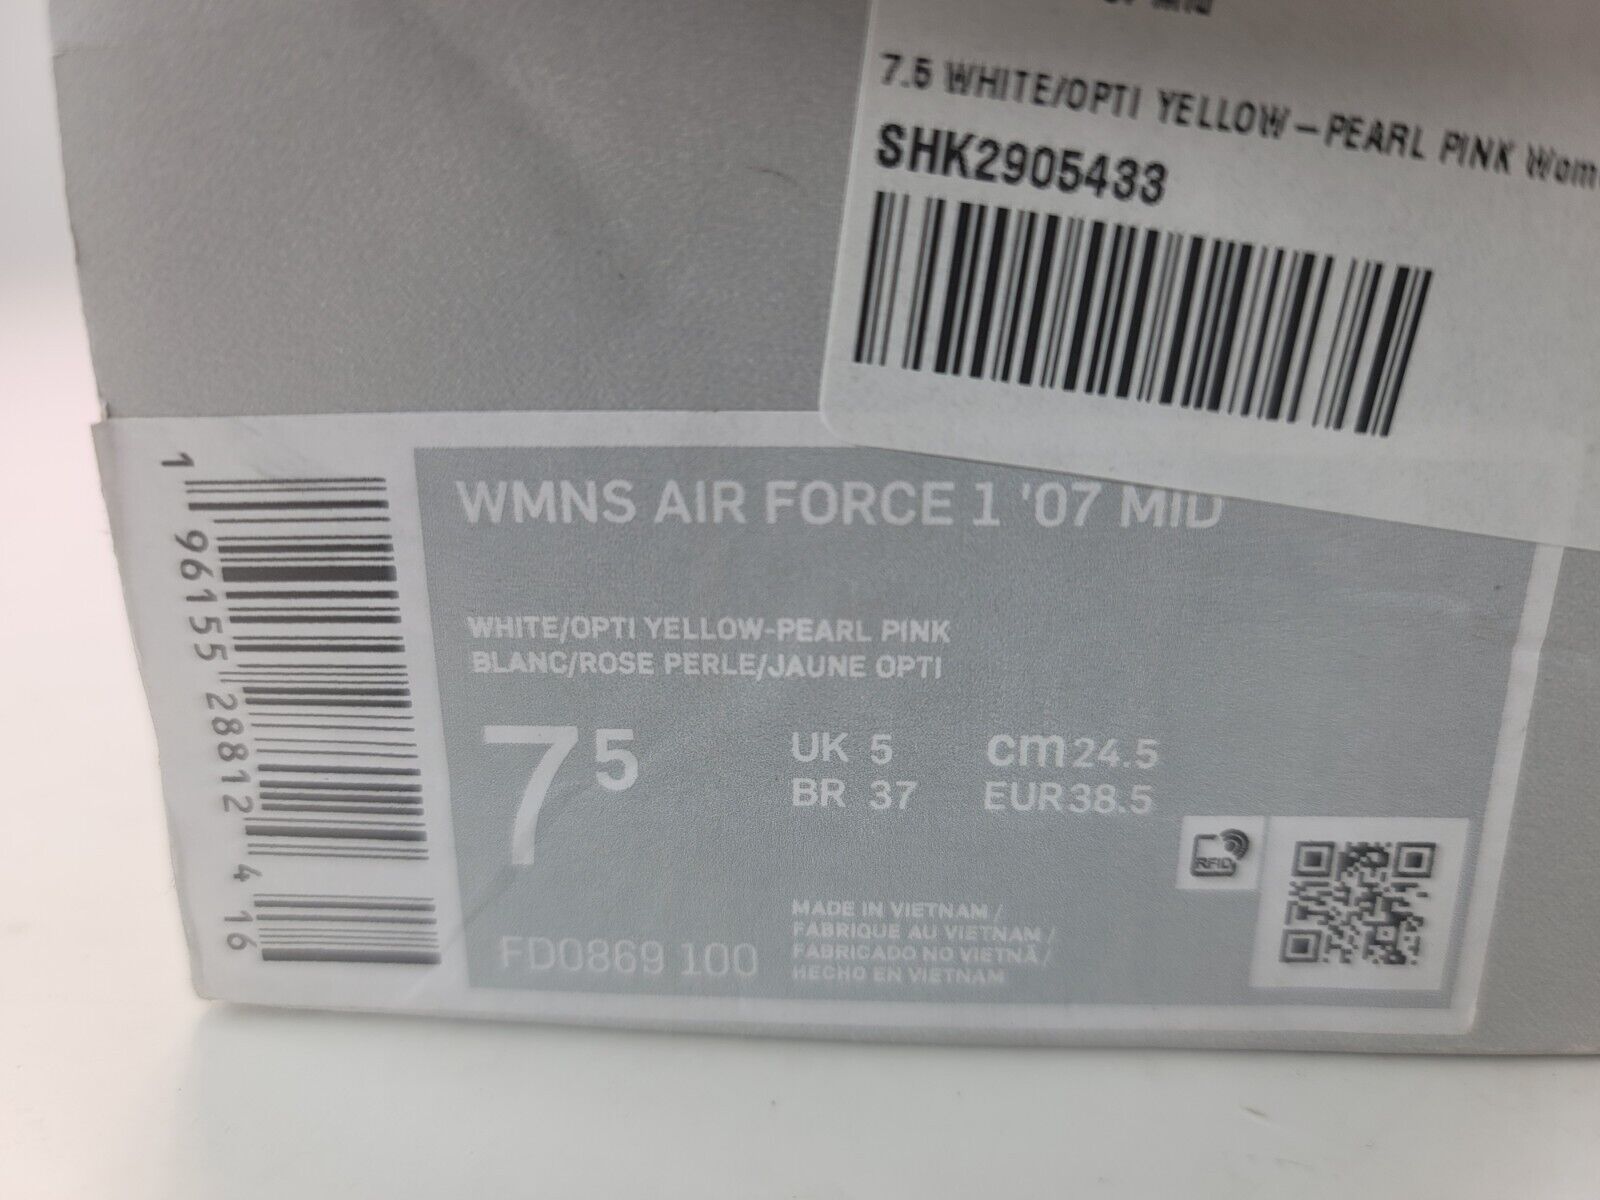 7.5 WHITE/OPTI YELLOW-PEARL PINK
SHK2905433
1 96155 28812 4 16
WMNS AIR FORCE 1 '07 MID
WHITE/OPTI YELLOW-PEARL PINK
BLANC/ROSE PERLE/JAUNE OPTI
7 5
UK 5 cm 24.5
BR 37 EUR 38.5
RFID
MADE IN VIETNAM /
FABRIQUE AU VIETNAM /
FABRICADO NO VIETNÃ /
HECHO EN VIETNAM
FD0869 100